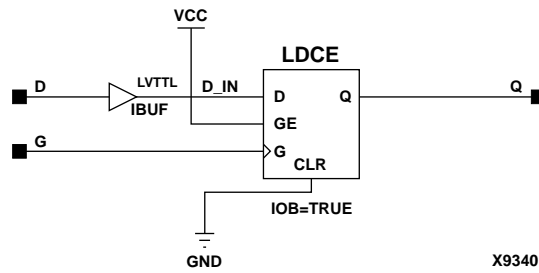 VCC
LDCE
D
LVTTL
D_IN
IBUF
D
Q
Q
GE
G
G
CLR
IOB=TRUE
GND
X9340